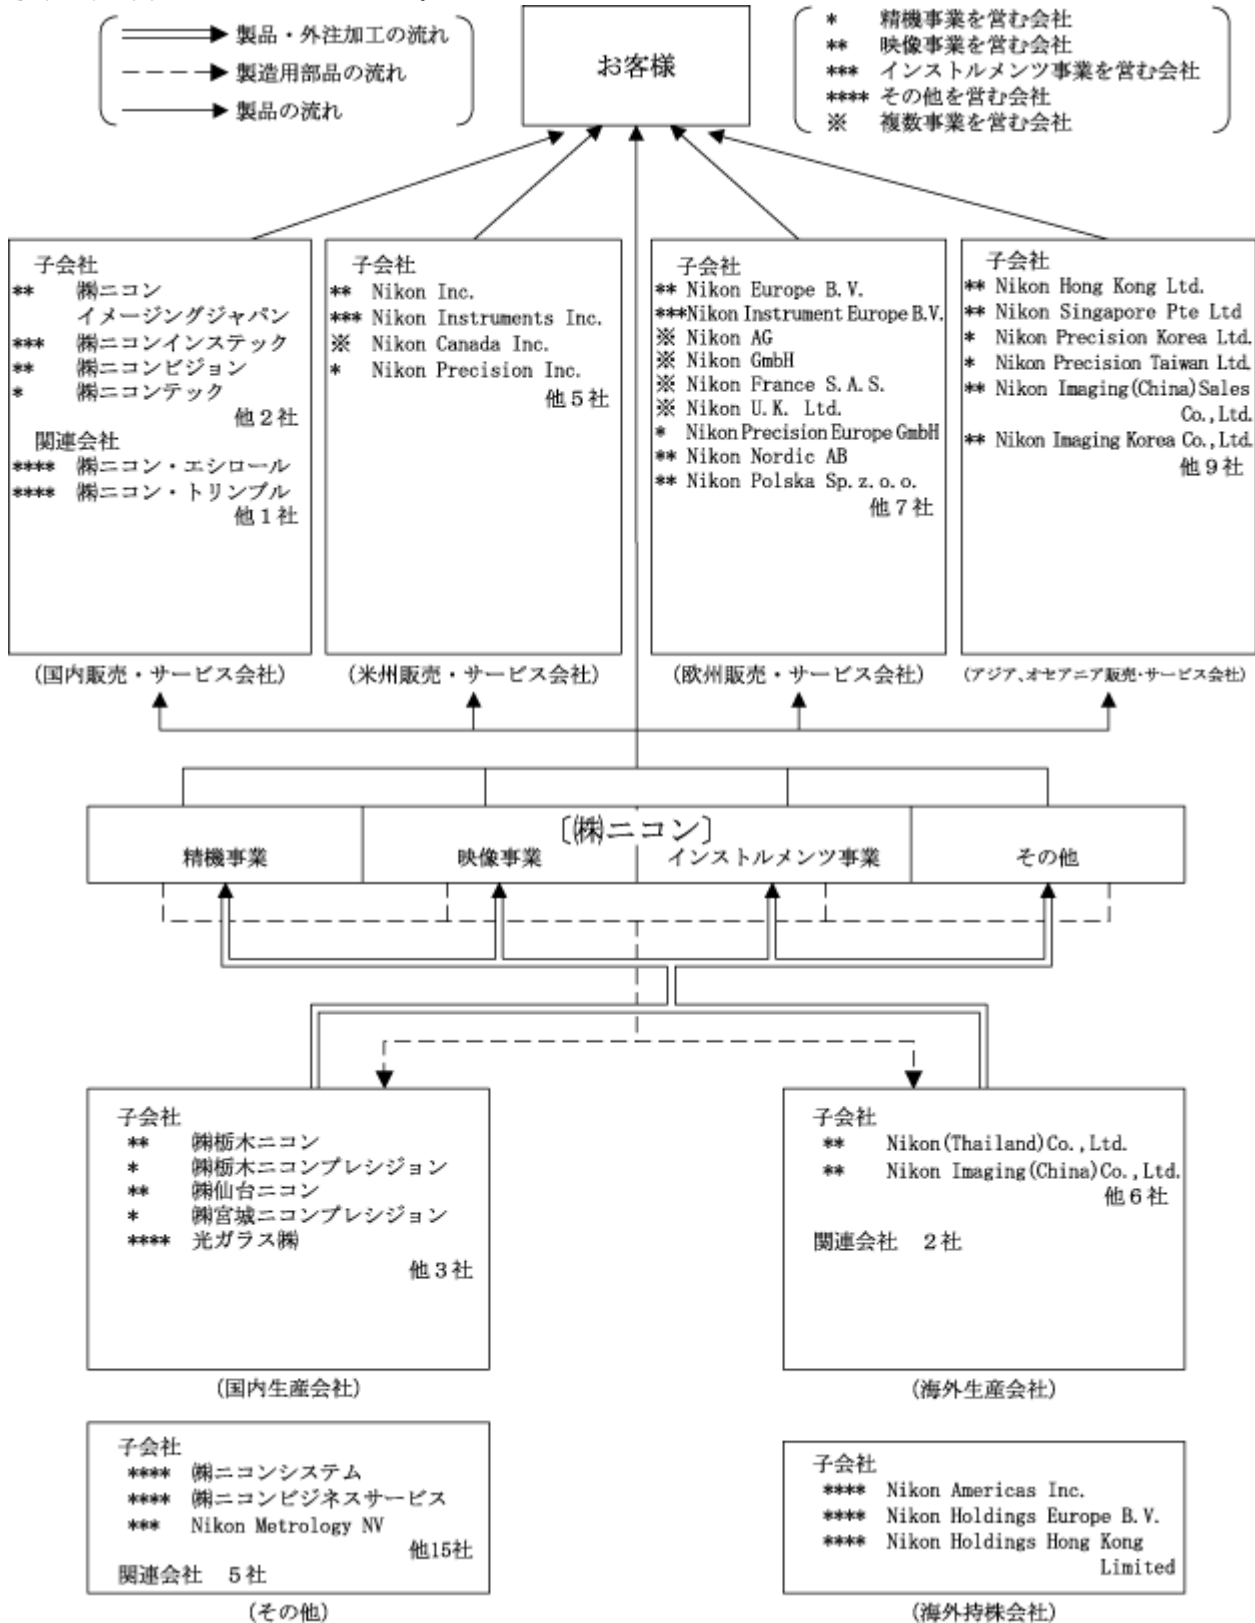 製品・外注加工の流れ
製造用部品の流れ
製品の流れ
お客様
* 精機事業を営む会社
** 映像事業を営む会社
*** インストルメンツ事業を営む会社
**** その他を営む会社
※ 複数事業を営む会社
子会社
** ㈱ニコン
イメージングジャパン
*** ㈱ニコンインステック
** ㈱ニコンビジョン
* ㈱ニコンテック
他2社
関連会社
**** ㈱ニコン・エシロール
**** ㈱ニコン・トリンブル
他1社
(国内販売・サービス会社)
子会社
** Nikon Inc.
*** Nikon Instruments Inc.
※ Nikon Canada Inc.
* Nikon Precision Inc.
他5社
(米州販売・サービス会社)
子会社
** Nikon Europe B.V.
***Nikon Instrument Europe B.V.
※ Nikon AG
※ Nikon GmbH
※ Nikon France S.A.S.
※ Nikon U.K. Ltd.
* Nikon Precision Europe GmbH
** Nikon Nordic AB
** Nikon Polska Sp.z.o.o.
他7社
(欧州販売・サービス会社)
子会社
** Nikon Hong Kong Ltd.
** Nikon Singapore Pte Ltd
* Nikon Precision Korea Ltd.
* Nikon Precision Taiwan Ltd.
** Nikon Imaging(China)Sales
Co.,Ltd.
** Nikon Imaging Korea Co.,Ltd.
他9社
(アジア、オセアニア販売・サービス会社)
〔㈱ニコン〕
精機事業
映像事業
インストルメンツ事業
その他
子会社
** ㈱栃木ニコン
* ㈱栃木ニコンプレシジョン
** ㈱仙台ニコン
* ㈱宮城ニコンプレシジョン
**** 光ガラス㈱
他3社
(国内生産会社)
子会社
** Nikon(Thailand)Co.,Ltd.
** Nikon Imaging(China)Co.,Ltd.
他6社
関連会社 2社
(海外生産会社)
子会社
**** ㈱ニコンシステム
**** ㈱ニコンビジネスサービス
*** Nikon Metrology NV
他15社
関連会社 5社
(その他)
子会社
**** Nikon Americas Inc.
**** Nikon Holdings Europe B.V.
**** Nikon Holdings Hong Kong
Limited
(海外持株会社)